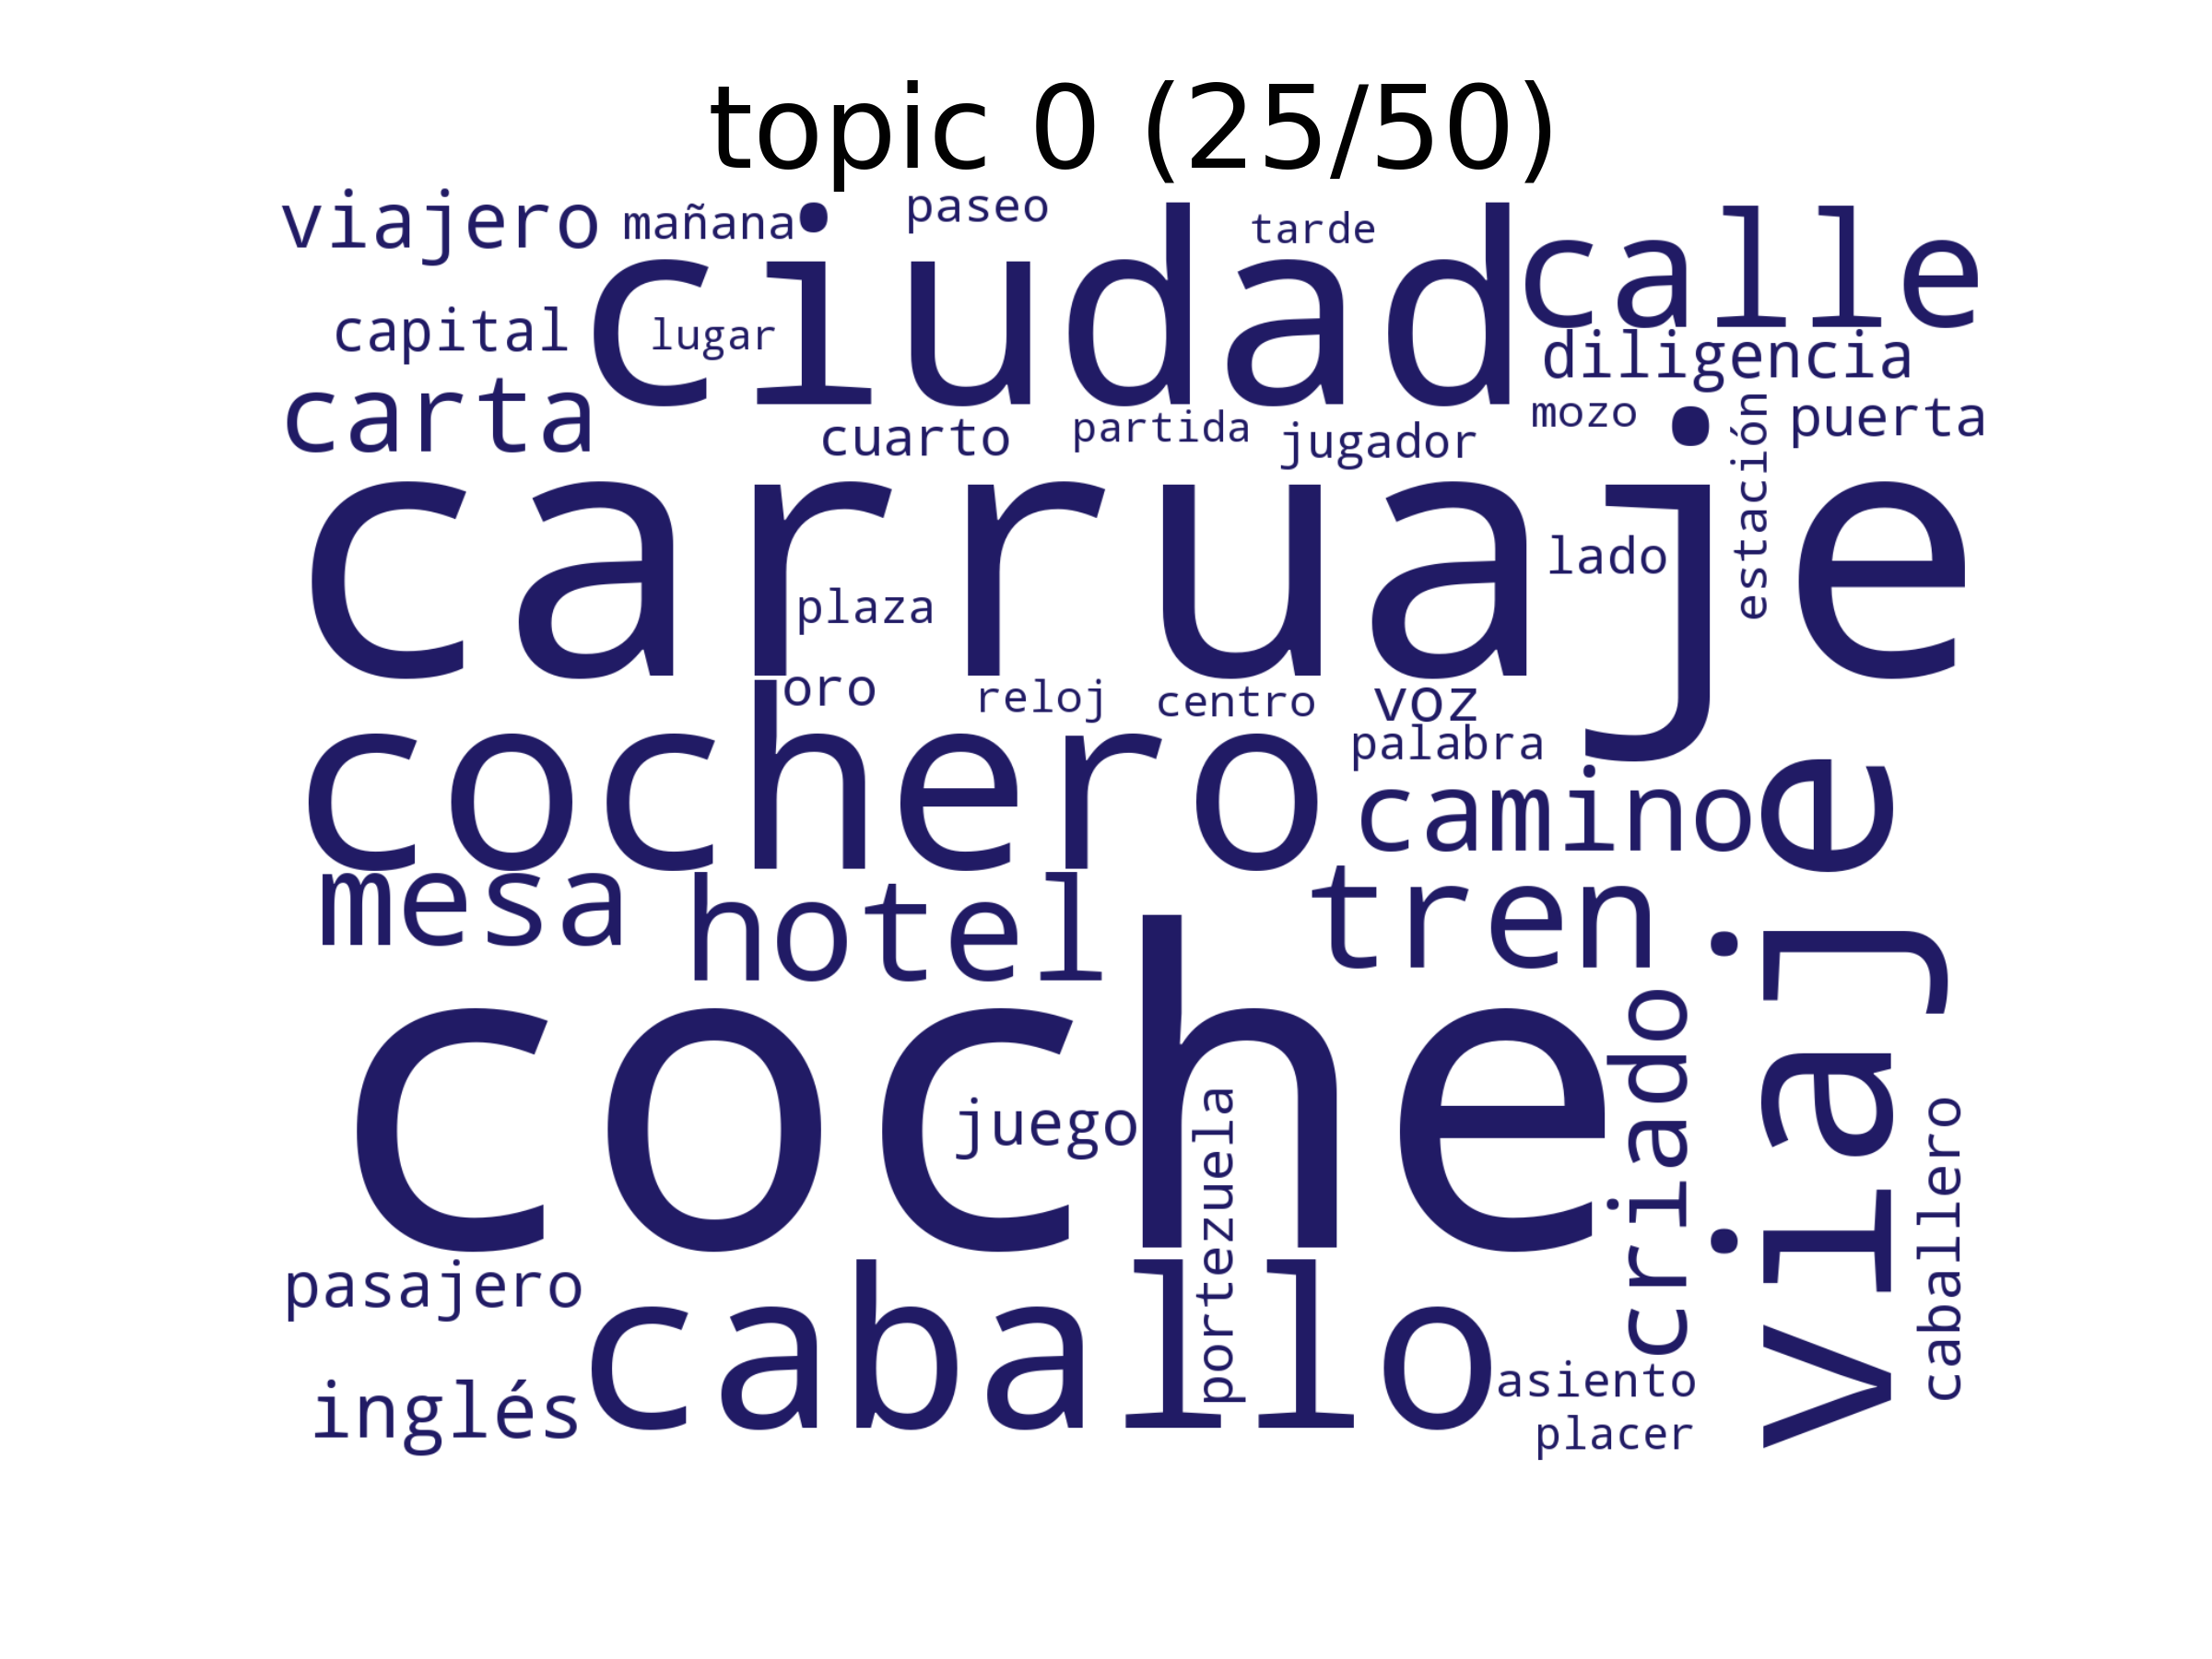 topic 0 (25/50)
viajero mañana paseo tarde calle
ciudad
capital lugar diligencia
carta cuarto partida jugador mozo puerta
estación
carruaje
lado
plaza
oro reloj centro voz
palabra
cochero camino
mesa hotel tren
viaje
criado
coche
juego
portezuela
caballero
pasajero caballo
inglés asiento
placer